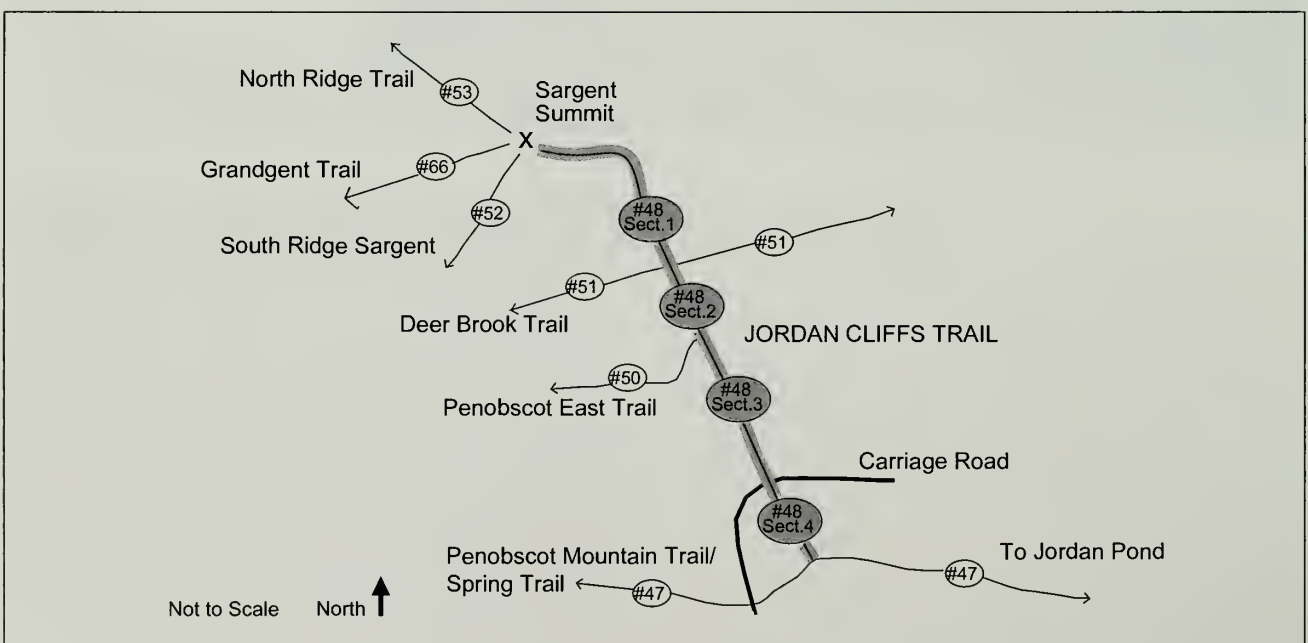 North Ridge Trail
#53
Sargent
Summit
X
Grandgent Trail
#66
#52
South Ridge Sargent
#48
Sect.1
#51
#51
Deer Brook Trail
#48
Sect.2
JORDAN CLIFFS TRAIL
#50
Penobscot East Trail
#48
Sect.3
Carriage Road
#48
Sect.4
Penobscot Mountain Trail/
Spring Trail
#47
#47
To Jordan Pond
Not to Scale North